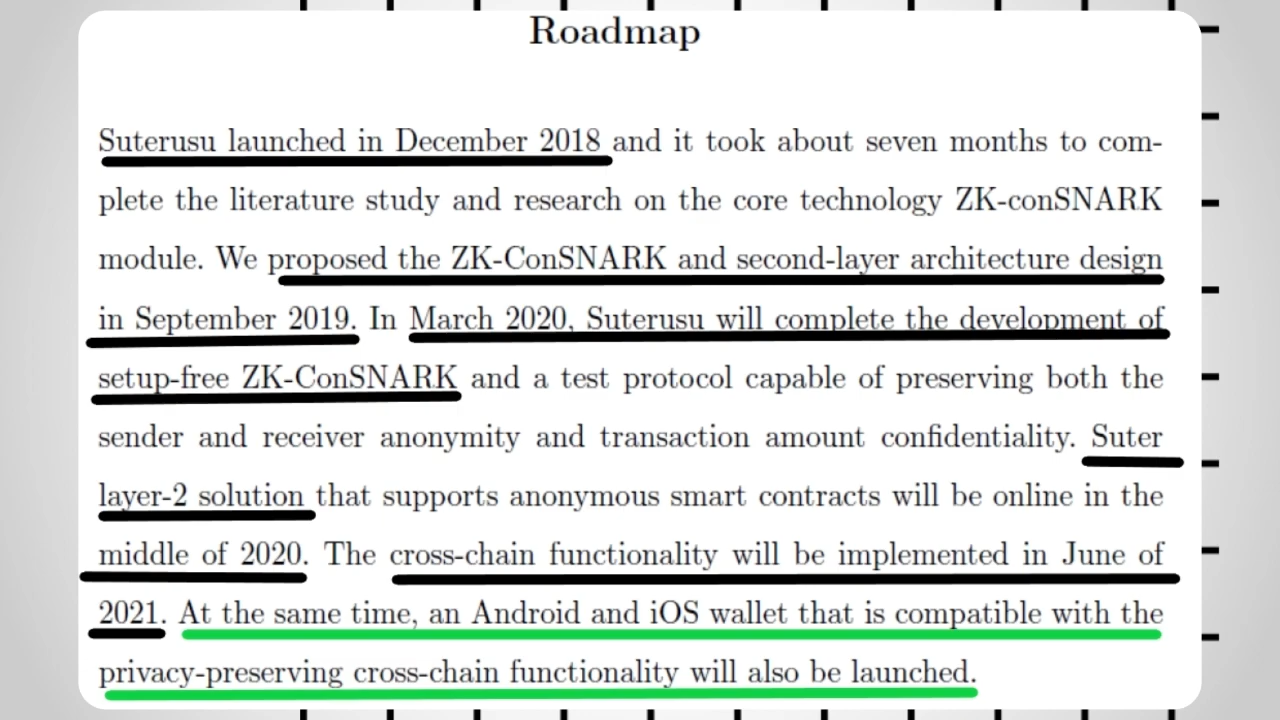 Roadmap
Suterusu launched in December 2018 and it took about seven months to com-
plete the literature study and research on the core technology ZK-conSNARK
module. We proposed the ZK-ConSNARK and second-layer architecture design
in September 2019. In March 2020, Suterusu will complete the development of
setup-free ZK-ConSNARK and a test protocol capable of preserving both the
sender and receiver anonymity and transaction amount confidentiality. Suter
layer-2 solution that supports anonymous smart contracts will be online in the
middle of 2020. The cross-chain functionality will be implemented in June of
2021. At the same time, an Android and iOS wallet that is compatible with the
privacy-preserving cross-chain functionality will also be launched.